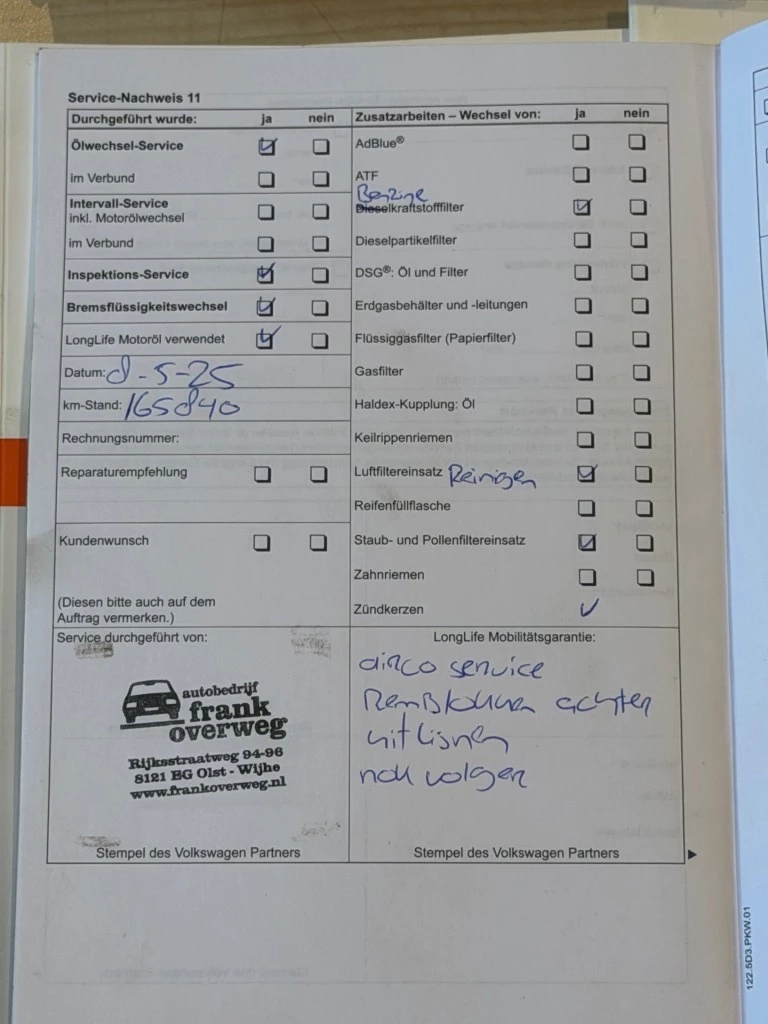 Service-Nachweis 11
Durchgeführt wurde: ja nein
Ölwechsel-Service
im Verbund
Intervall-Service
inkl. Motorölwechsel
im Verbund
Inspektions-Service
Bremsflüssigkeitswechsel
LongLife Motoröl verwendet
Datum: 8-5-25
km-Stand: 165840
Rechnungsnummer:
Reparaturempfehlung
Kundenwunsch
(Diesen bitte auch auf dem
Auftrag vermerken.)
Zusatzarbeiten – Wechsel von: ja nein
AdBlue®
ATF
Benzine
Dieselkraftstofffilter
Dieselpartikelfilter
DSG®: Öl und Filter
Erdgasbehälter und -leitungen
Flüssiggasfilter (Papierfilter)
Gasfilter
Haldex-Kupplung: Öl
Keilrippenriemen
Luftfiltereinsatz Reinigen
Reifenfüllflasche
Staub- und Pollenfiltereinsatz
Zahnriemen
Zündkerzen
Service durchgeführt von:
autobedrijf
frank
overweg
Rijksstraatweg 94-96
8121 BG Olst - Wijhe
www.frankoverweg.nl
Stempel des Volkswagen Partners
LongLife Mobilitätsgarantie:
airco service
achter
volgen
Stempel des Volkswagen Partners
122.5D3.PKW.01